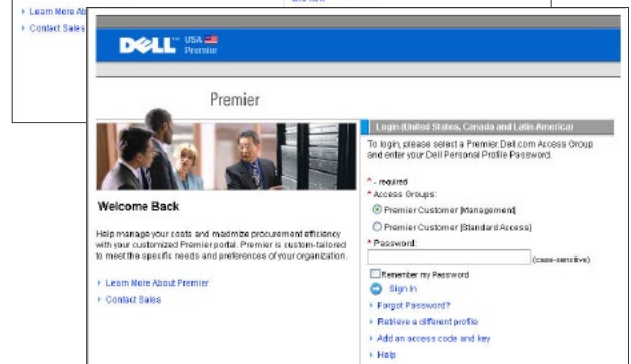 Learn More Ab
Contact Sales
DELL™ USA
Premier
Premier
Welcome Back
Help manage your costs and maximize procurement efficiency
with your customized Premier portal. Premier is custom-tailored
to meet the specific needs and preferences of your organization.
Learn More About Premier
Contact Sales
Login (United States, Canada and Latin America)
To login, please select a Premier.Dell.com Access Group
and enter your Dell Personal Profile Password.
* - required
* Access Groups:
Premier Customer (Management)
Premier Customer (Standard Access)
* Password:
(case-sensitive)
Remember my Password
Sign In
Forgot Password?
Retrieve a different profile
Add an access code and key
Help